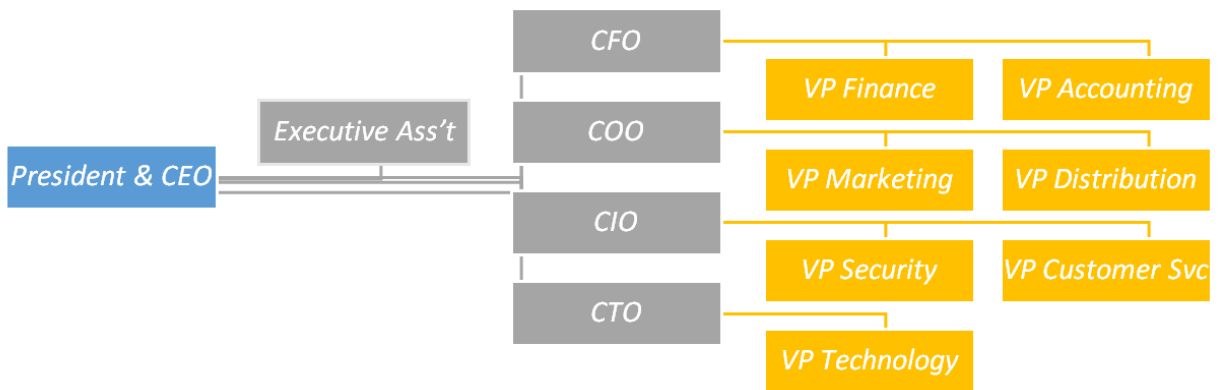 CFO
VP Finance
VP Accounting
Executive Ass’t
COO
President & CEO
VP Marketing
VP Distribution
CIO
VP Security
VP Customer Svc
CTO
VP Technology